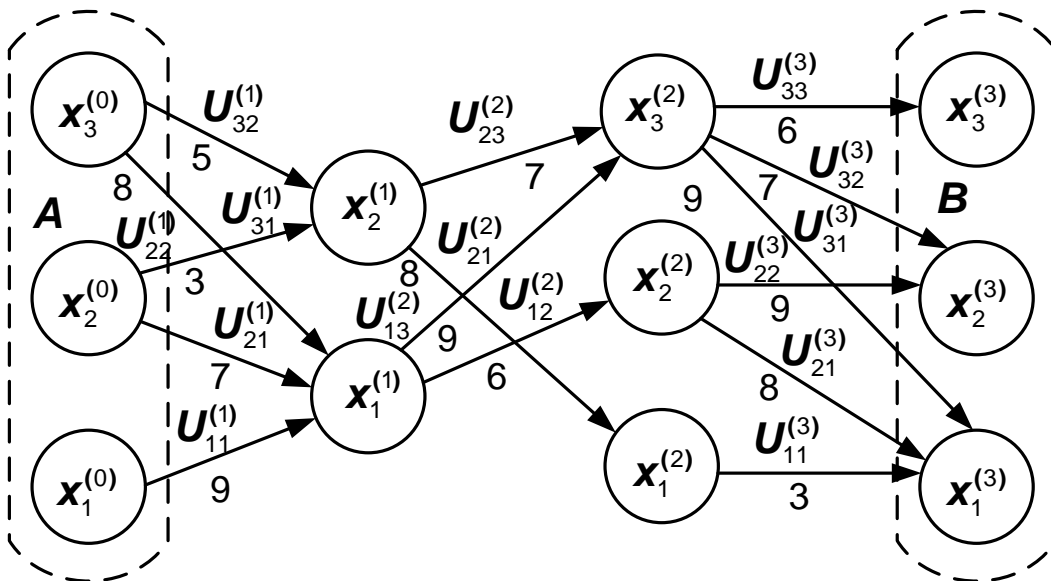 x₃⁽⁰⁾
U₃₂⁽¹⁾
5
8
A
U₂₂⁽¹⁾
U₃₁⁽¹⁾
3
x₂⁽⁰⁾
U₂₁⁽¹⁾
7
U₁₁⁽¹⁾
9
x₁⁽⁰⁾
x₂⁽¹⁾
x₁⁽¹⁾
U₂₃⁽²⁾
7
U₂₁⁽²⁾
8
U₁₃⁽²⁾
9
U₁₂⁽²⁾
6
x₃⁽²⁾
x₂⁽²⁾
x₁⁽²⁾
U₃₃⁽³⁾
6
U₃₂⁽³⁾
7
9
U₃₁⁽³⁾
U₂₂⁽³⁾
9
U₂₁⁽³⁾
8
U₁₁⁽³⁾
3
B
x₃⁽³⁾
x₂⁽³⁾
x₁⁽³⁾